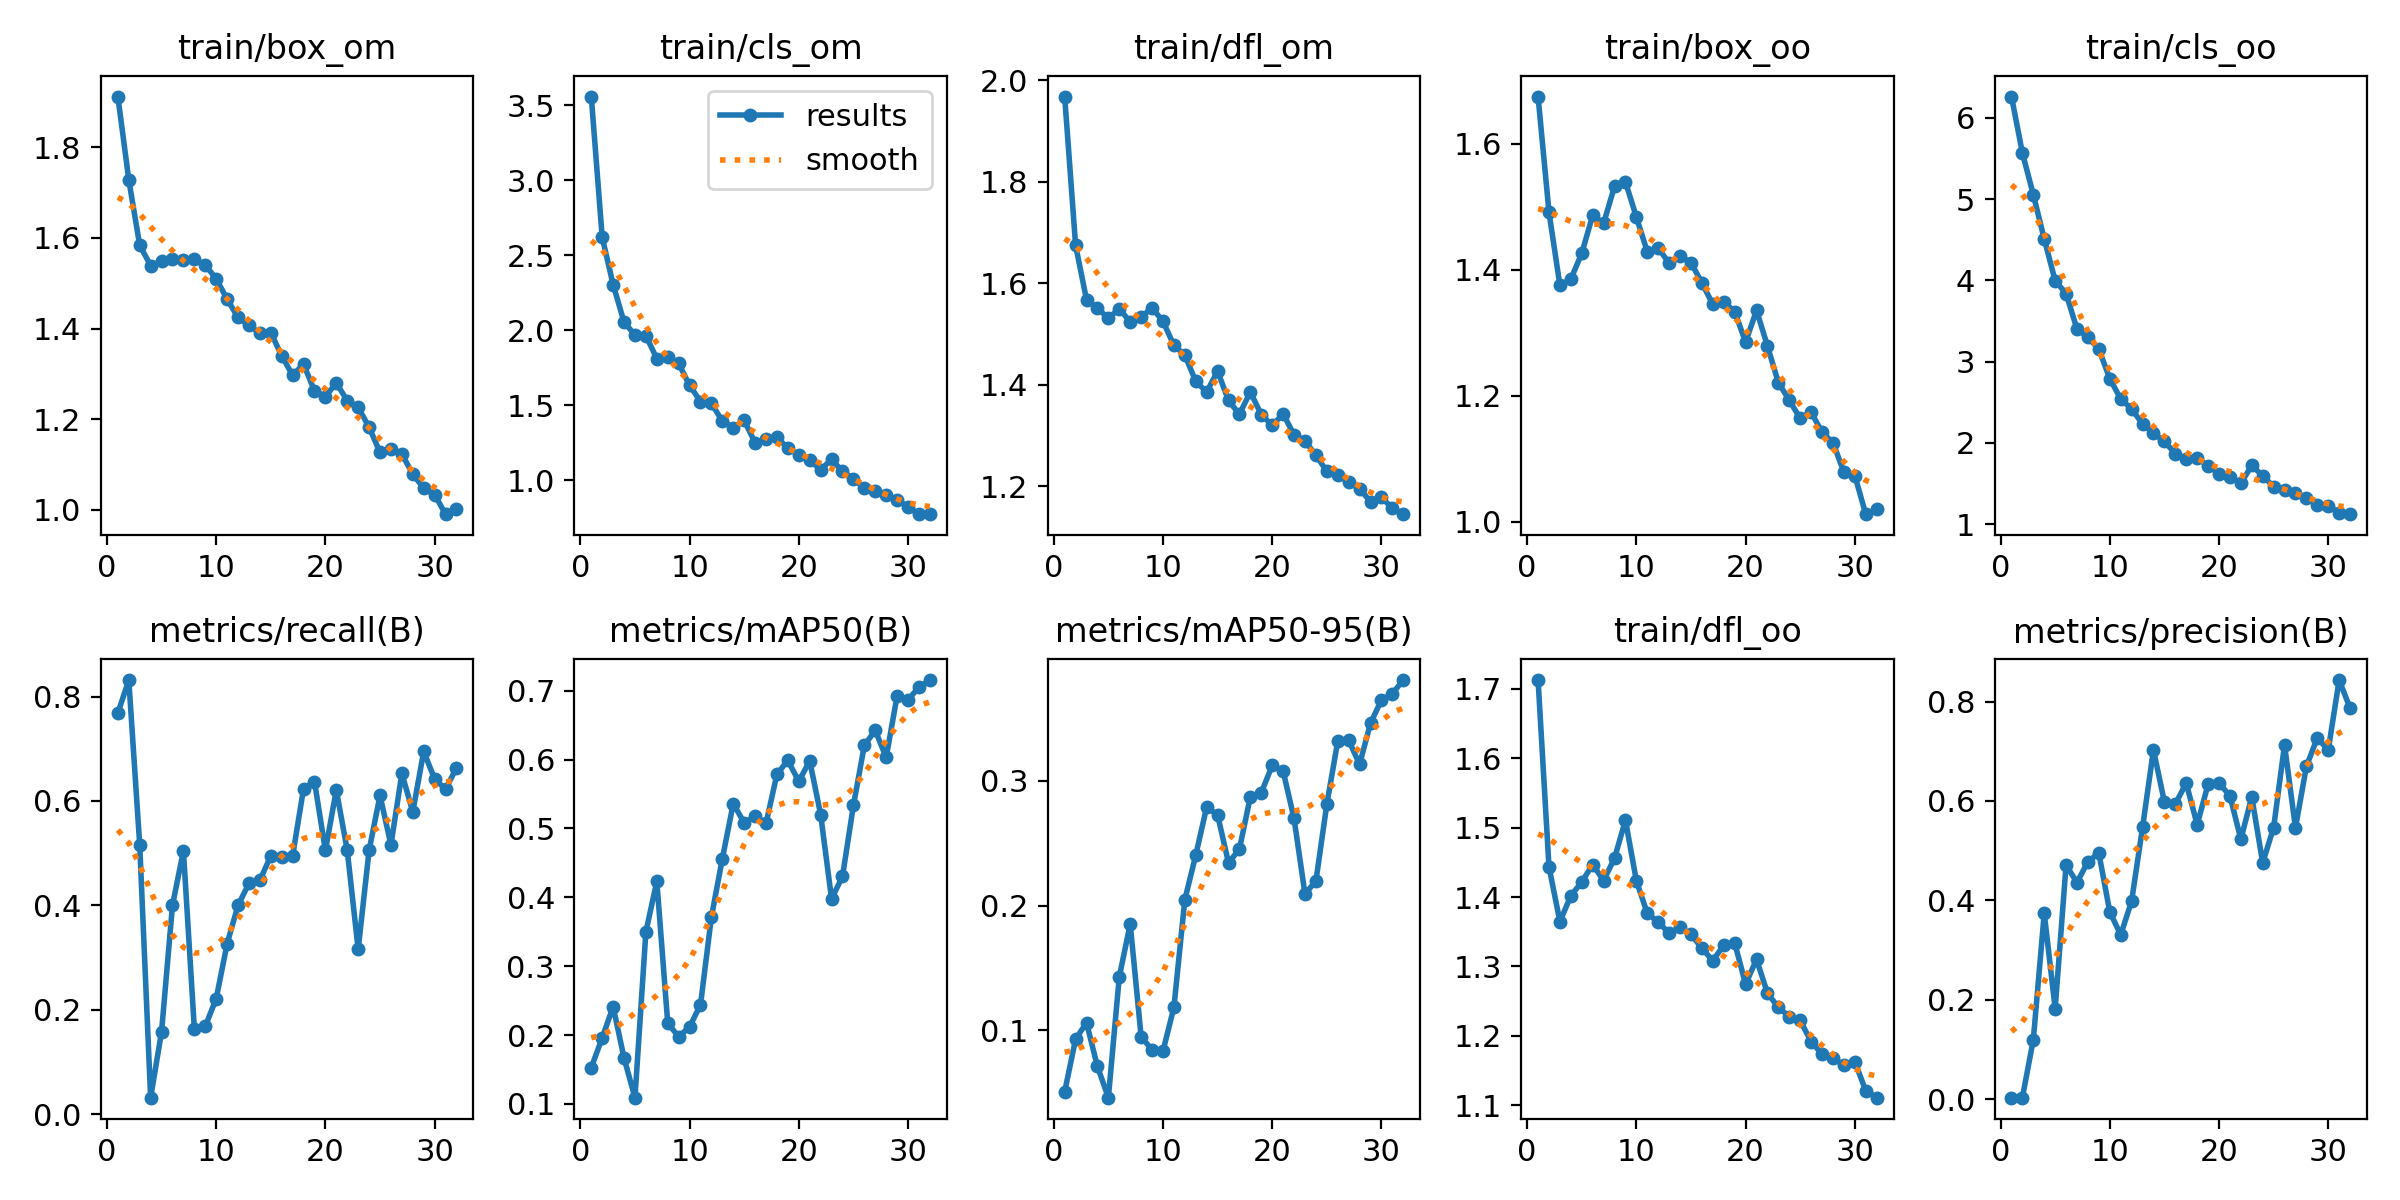 train/box_om
1.8
1.6
1.4
1.2
1.0
0 10 20 30
train/cls_om
results
smooth
3.5
3.0
2.5
2.0
1.5
1.0
0 10 20 30
train/dfl_om
2.0
1.8
1.6
1.4
1.2
0 10 20 30
train/box_oo
1.6
1.4
1.2
1.0
0 10 20 30
train/cls_oo
6
5
4
3
2
1
0 10 20 30
metrics/recall(B)
0.8
0.6
0.4
0.2
0.0
0 10 20 30
metrics/mAP50(B)
0.7
0.6
0.5
0.4
0.3
0.2
0.1
0 10 20 30
metrics/mAP50-95(B)
0.3
0.2
0.1
0 10 20 30
train/dfl_oo
1.7
1.6
1.5
1.4
1.3
1.2
1.1
0 10 20 30
metrics/precision(B)
0.8
0.6
0.4
0.2
0.0
0 10 20 30